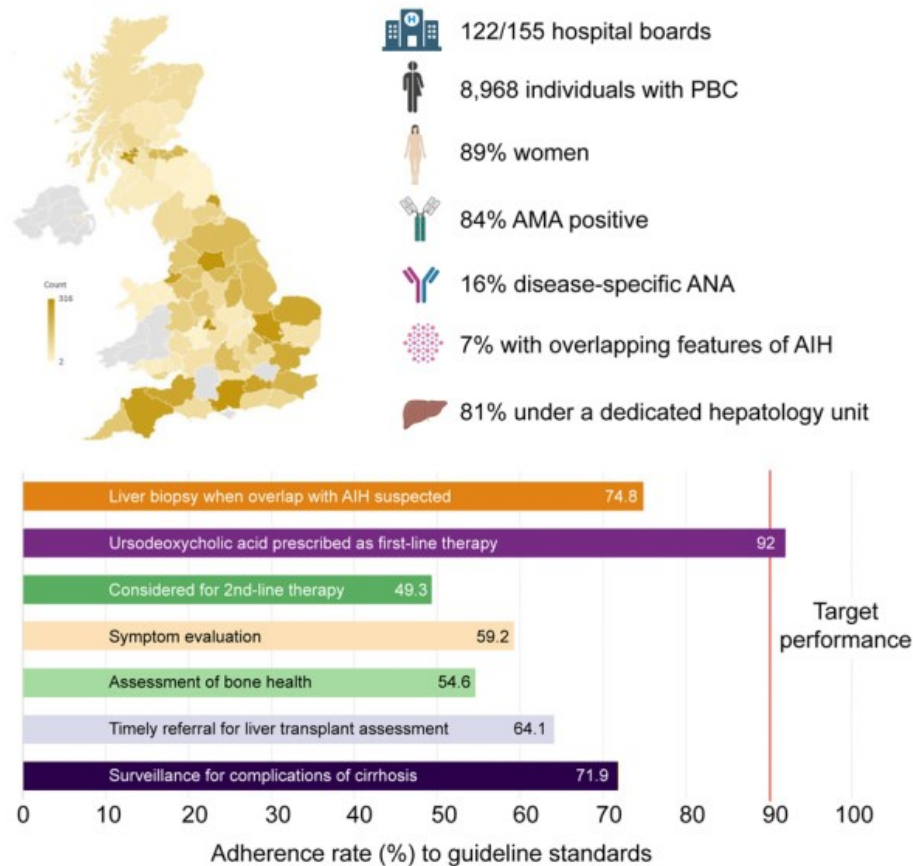 H
122/155 hospital boards
8,968 individuals with PBC
89% women
84% AMA positive
16% disease-specific ANA
7% with overlapping features of AIH
81% under a dedicated hepatology unit
Count
316
2
Liver biopsy when overlap with AIH suspected 74.8
Ursodeoxycholic acid prescribed as first-line therapy 92
Considered for 2nd-line therapy 49.3
Symptom evaluation 59.2
Assessment of bone health 54.6
Timely referral for liver transplant assessment 64.1
Surveillance for complications of cirrhosis 71.9
Target
performance
0 10 20 30 40 50 60 70 80 90 100
Adherence rate (%) to guideline standards